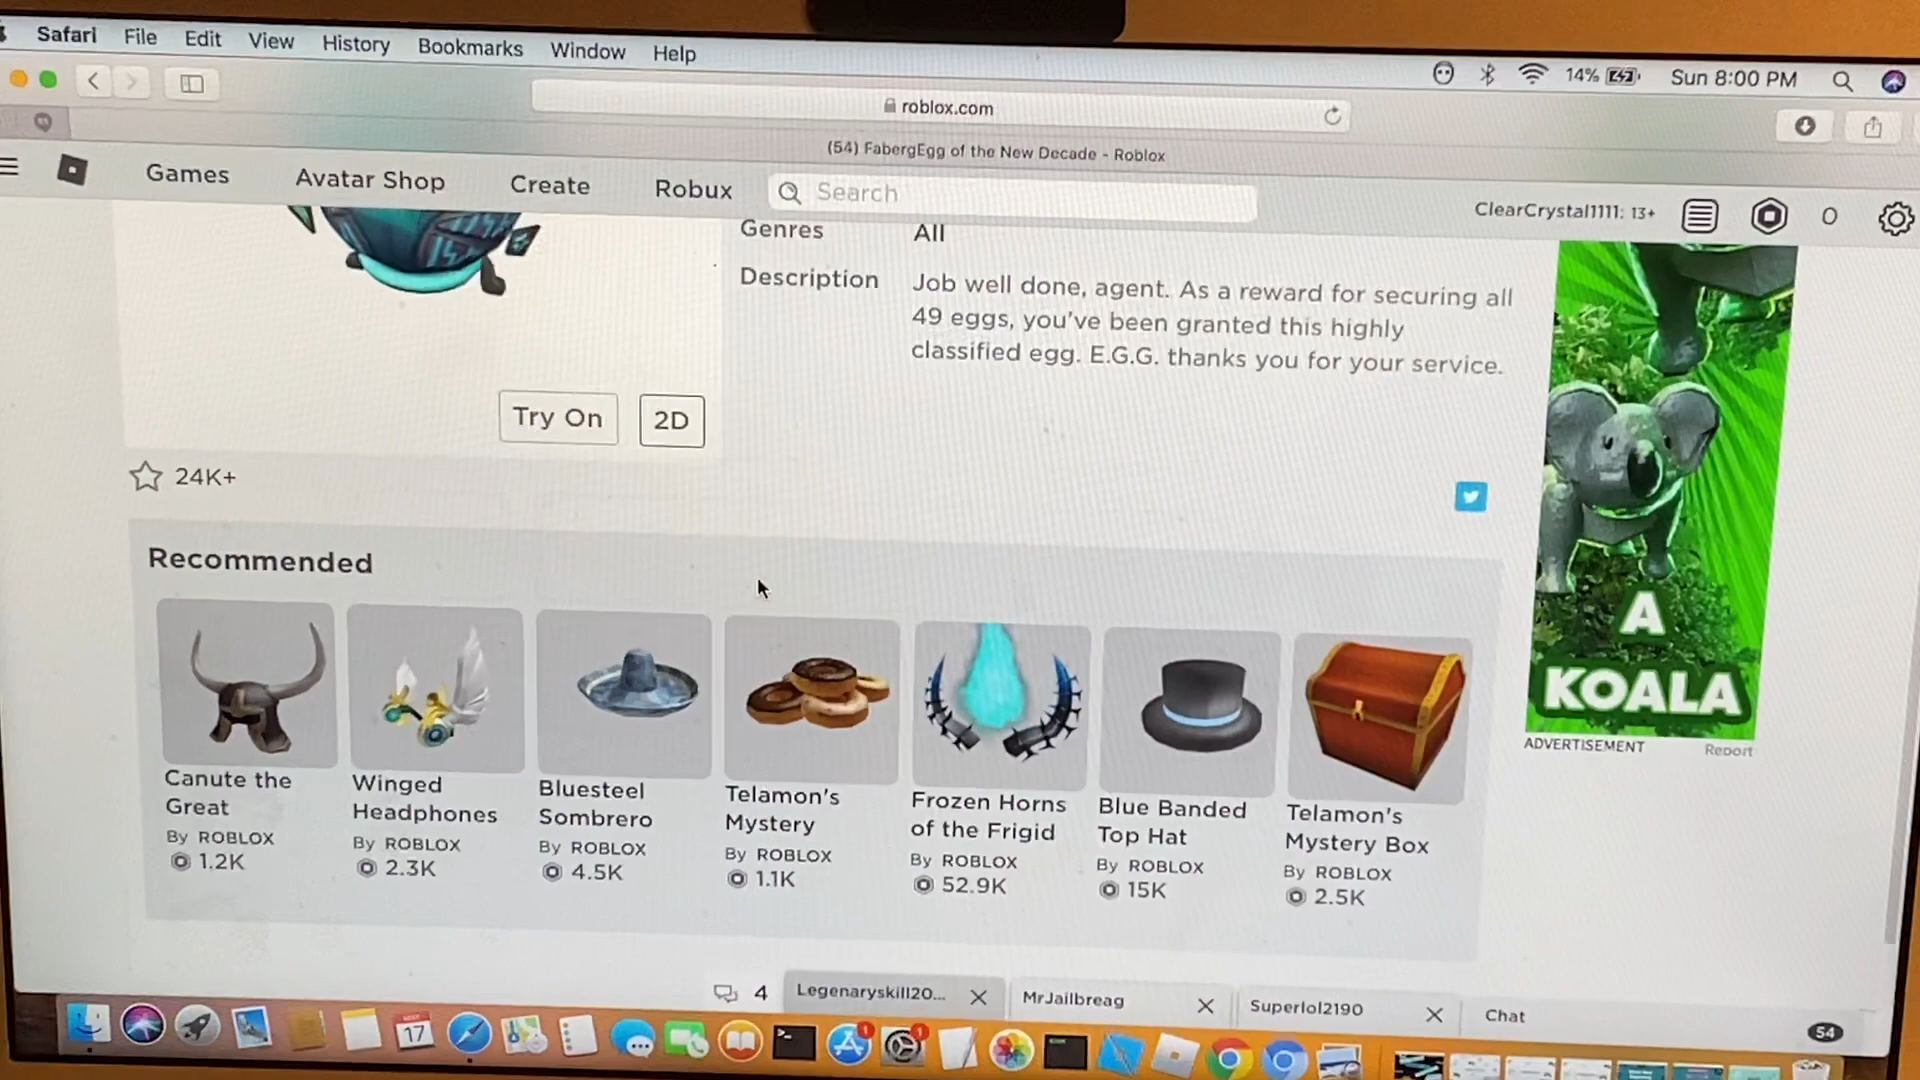 Safari File Edit View History Bookmarks Window Help
14% Sun 8:00 PM
roblox.com
(54) FabergEgg of the New Decade - Roblox
Games Avatar Shop Create Robux Search
ClearCrystal1111: 13+ 0
Genres All
Description Job well done, agent. As a reward for securing all
49 eggs, you've been granted this highly
classified egg. E.G.G. thanks you for your service.
Try On 2D
24K+
Recommended
Canute the
Great
By ROBLOX
1.2K
Winged
Headphones
By ROBLOX
2.3K
Bluesteel
Sombrero
By ROBLOX
4.5K
Telamon's
Mystery
By ROBLOX
1.1K
Frozen Horns
of the Frigid
By ROBLOX
52.9K
Blue Banded
Top Hat
By ROBLOX
15K
Telamon's
Mystery Box
By ROBLOX
2.5K
A
KOALA
ADVERTISEMENT Report
4 Legenaryskill20... MrJailbreag Superlol2190 Chat
54
17
1
1